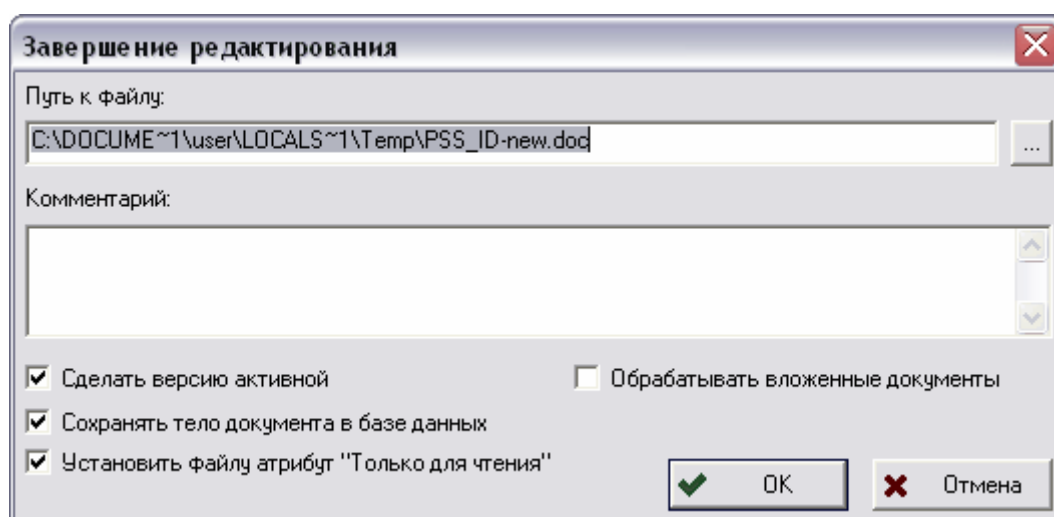 Завершение редактирования
Путь к файлу:
C:\DOCUME~1\user\LOCALS~1\Temp\PSS_ID-new.doc
...
Комментарий:
Сделать версию активной
Обрабатывать вложенные документы
Сохранять тело документа в базе данных
Установить файлу атрибут "Только для чтения"
OK
Отмена